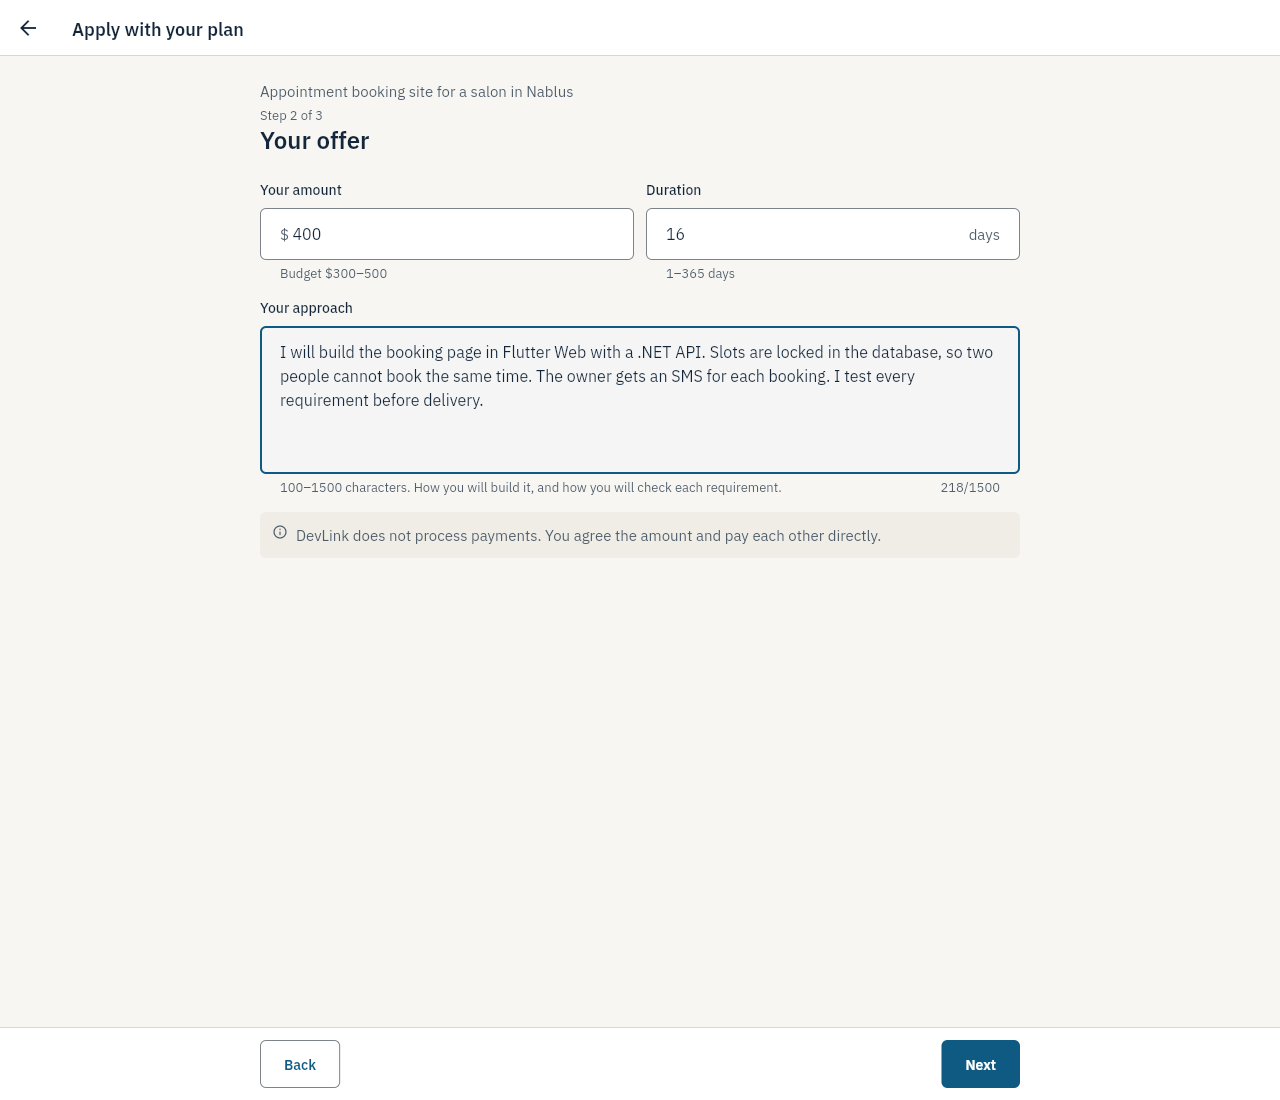 Apply with your plan
Appointment booking site for a salon in Nablus
Step 2 of 3
Your offer
Your amount
Duration
$ 400
16 days
Budget $300–500
1–365 days
Your approach
I will build the booking page in Flutter Web with a .NET API. Slots are locked in the database, so two
people cannot book the same time. The owner gets an SMS for each booking. I test every
requirement before delivery.
100–1500 characters. How you will build it, and how you will check each requirement.
218/1500
DevLink does not process payments. You agree the amount and pay each other directly.
Back
Next